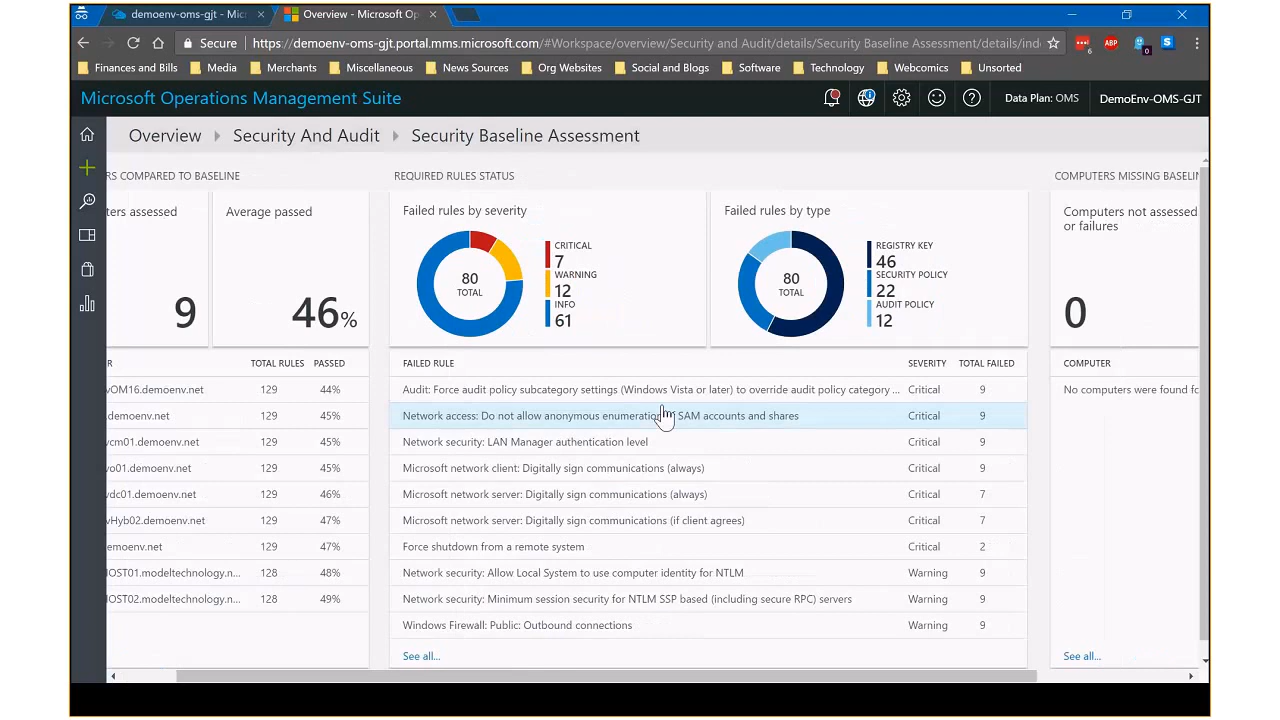 demoenv-oms-gjt - Mic
Overview - Microsoft Op
Secure
https://demoenv-oms-gjt.portal.mms.microsoft.com/#Workspace/overview/Security and Audit/details/Security Baseline Assessment/details/ind
6
ABP
0
S
Finances and Bills
Media
Merchants
Miscellaneous
News Sources
Org Websites
Social and Blogs
Software
Technology
Webcomics
Unsorted
Microsoft Operations Management Suite
Data Plan: OMS
DemoEnv-OMS-GJT
Overview
Security And Audit
Security Baseline Assessment
RS COMPARED TO BASELINE
ters assessed
9
Average passed
46%
R TOTAL RULES PASSED
vOM16.demoenv.net 129 44%
.demoenv.net 129 45%
vcm01.demoenv.net 129 45%
vo01.demoenv.net 129 45%
vdc01.demoenv.net 129 46%
vHyb02.demoenv.net 129 47%
emoenv.net 129 47%
IOST01.modeltechnology.n... 128 48%
IOST02.modeltechnology.n... 128 49%
REQUIRED RULES STATUS
Failed rules by severity
80
TOTAL
CRITICAL
7
WARNING
12
INFO
61
Failed rules by type
80
TOTAL
REGISTRY KEY
46
SECURITY POLICY
22
AUDIT POLICY
12
FAILED RULE SEVERITY TOTAL FAILED
Audit: Force audit policy subcategory settings (Windows Vista or later) to override audit policy category ... Critical 9
Network access: Do not allow anonymous enumeration SAM accounts and shares Critical 9
Network security: LAN Manager authentication level Critical 9
Microsoft network client: Digitally sign communications (always) Critical 9
Microsoft network server: Digitally sign communications (always) Critical 7
Microsoft network server: Digitally sign communications (if client agrees) Critical 7
Force shutdown from a remote system Critical 2
Network security: Allow Local System to use computer identity for NTLM Warning 9
Network security: Minimum session security for NTLM SSP based (including secure RPC) servers Warning 9
Windows Firewall: Public: Outbound connections Warning 9
See all...
COMPUTERS MISSING BASELIN
Computers not assessed
or failures
0
COMPUTER
No computers were found fo
See all...